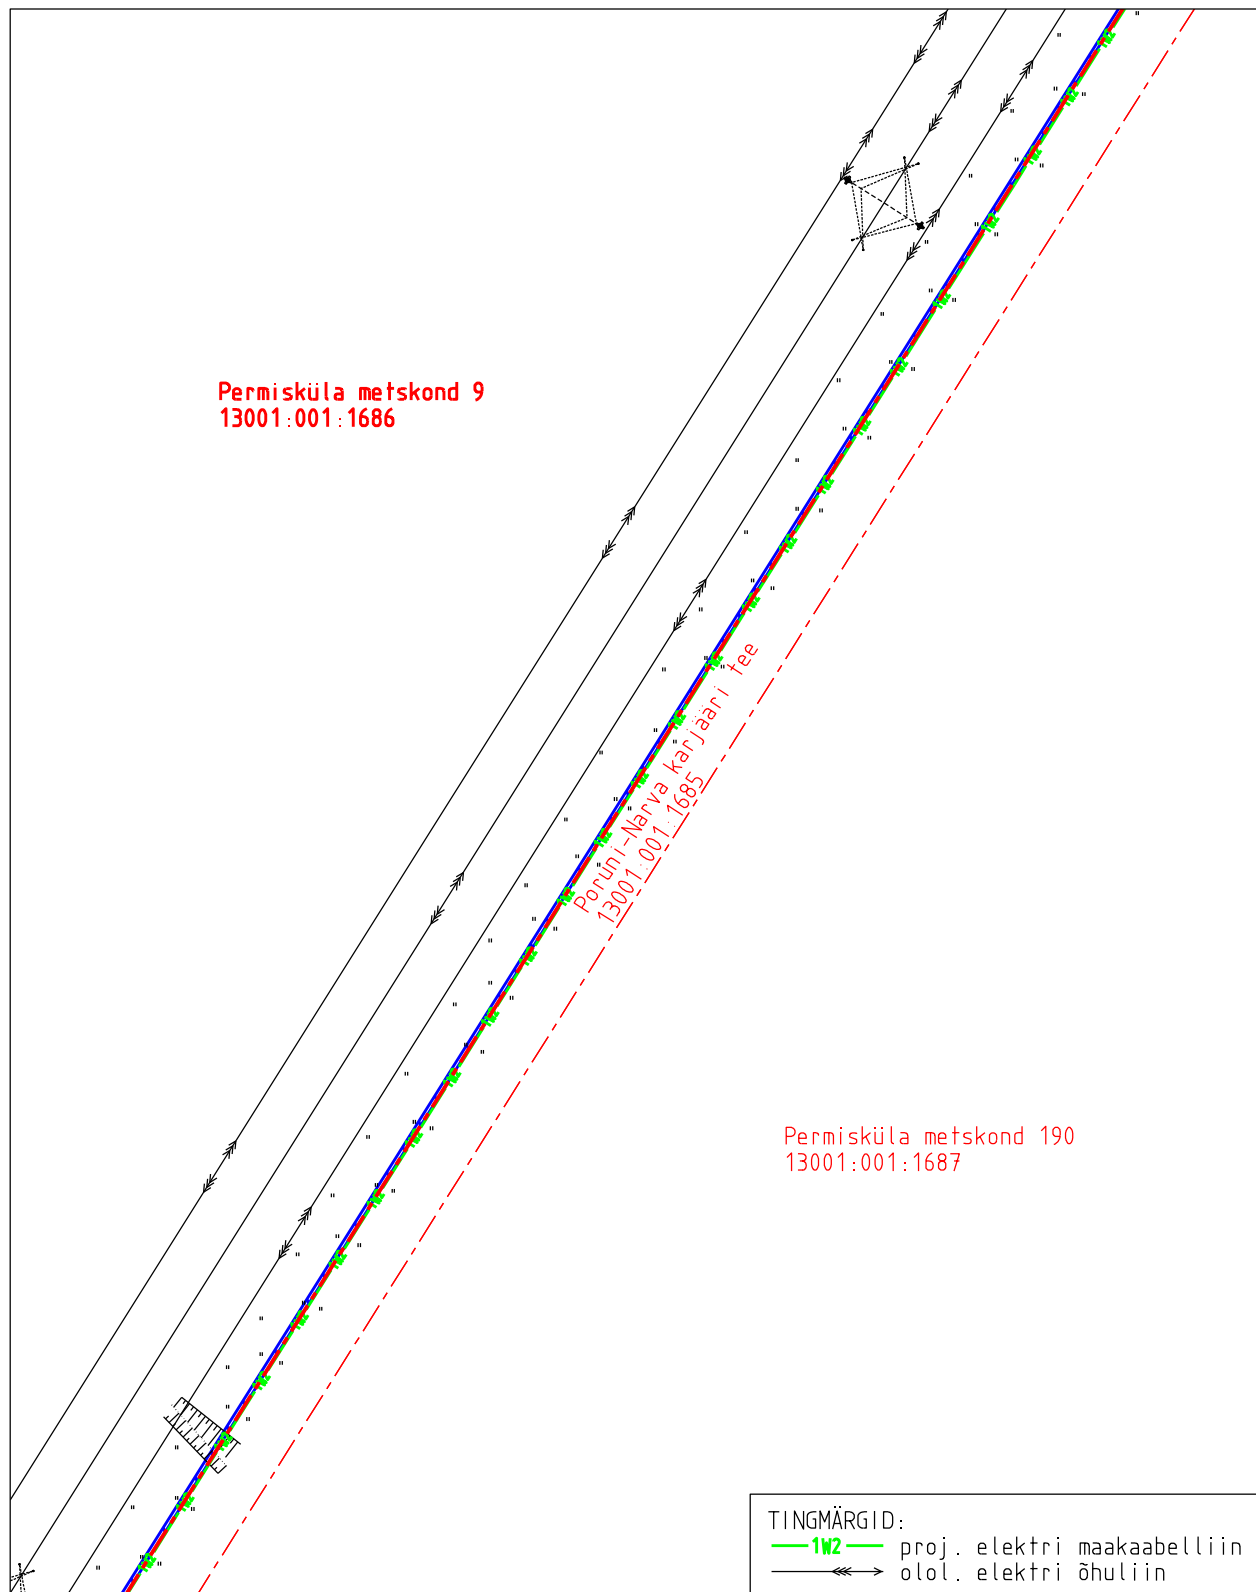 Permisküla metskond 9
13001:001:1686
Poruni-Narva karjääri tee
13001:001:1685
Permisküla metskond 190
13001:001:1687
TINGMÄRGID:
1W2 proj. elektri maakaabelliin
olol. elektri õhuliin